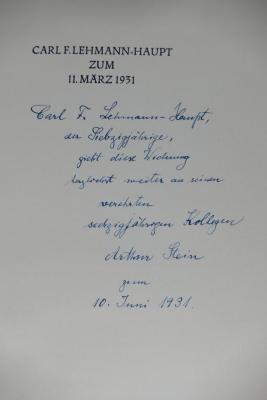 CARL F. LEHMANN-HAUPT
ZUM
11. MÄRZ 1931
Carl F. Lehmann-Haupt,
der Siebzigjährige,
giebt diese Widmung
weiter an seinen
verehrten
sechzigjährigen Kollegen
Arthur Stein
zum
10. Juni 1931.